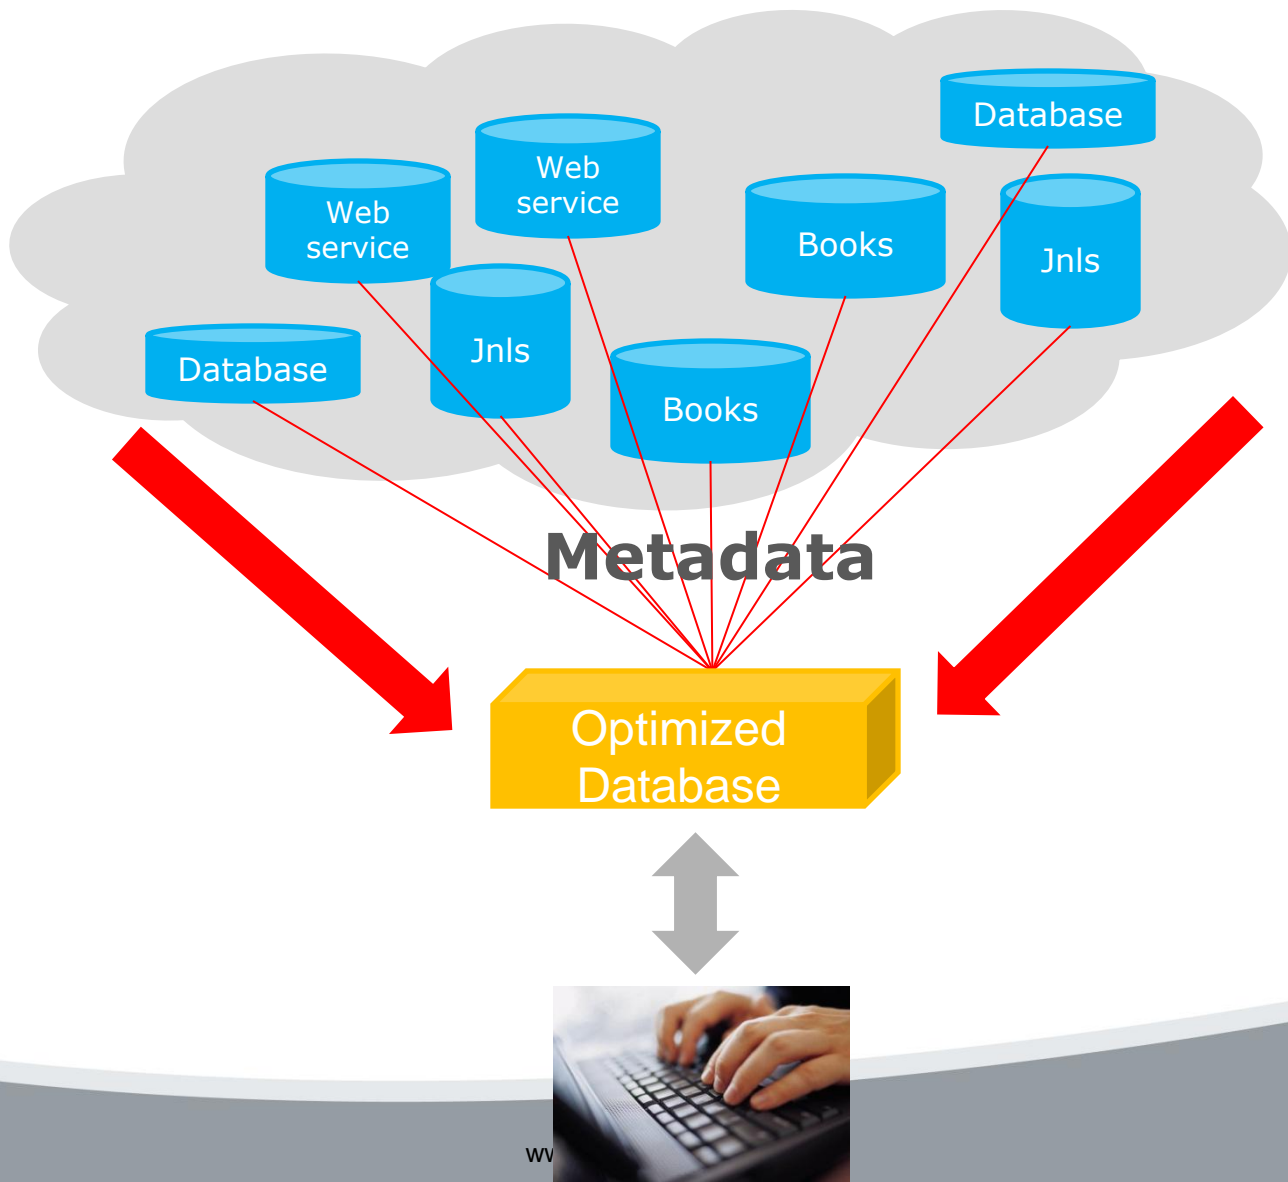 Database
Web
service
Web
service
Books
Jnls
Jnls
Database
Books
Metadata
Optimized
Database